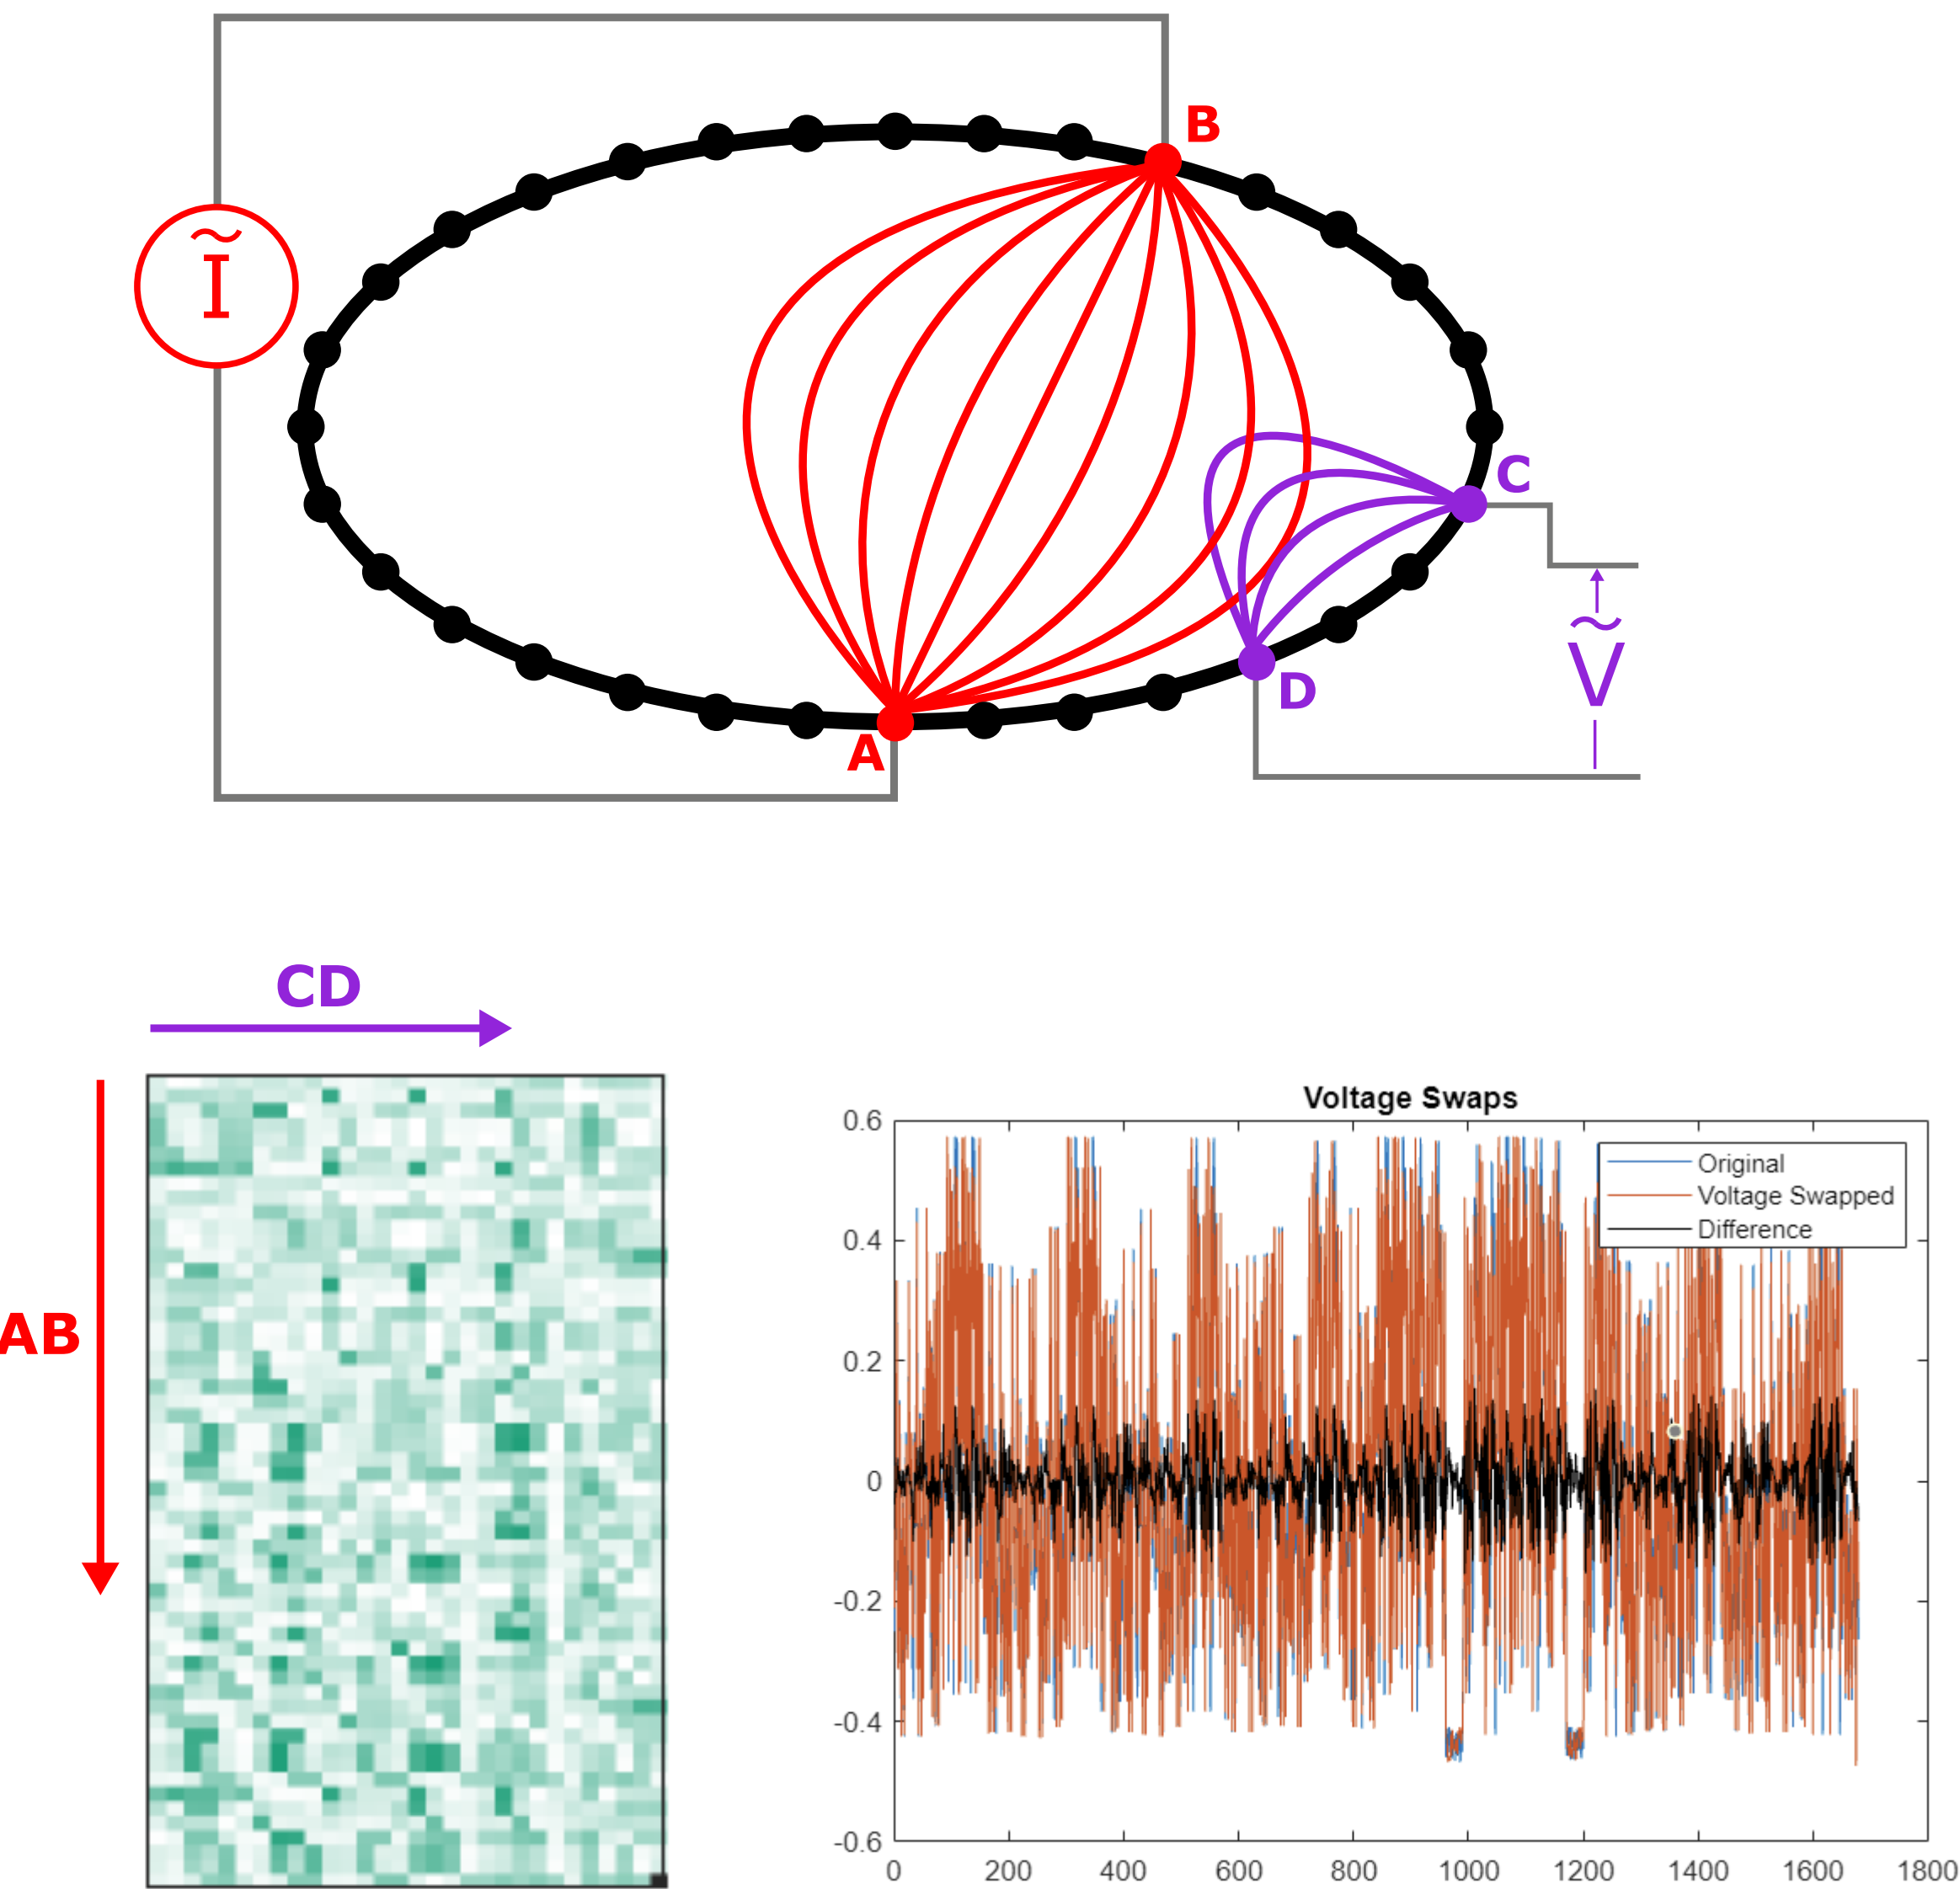 B
Ĩ
C
Ṽ
D
A
CD
AB
Voltage Swaps
0.6
0.4
0.2
0
-0.2
-0.4
-0.6
Original
Voltage Swapped
Difference
0 200 400 600 800 1000 1200 1400 1600 1800